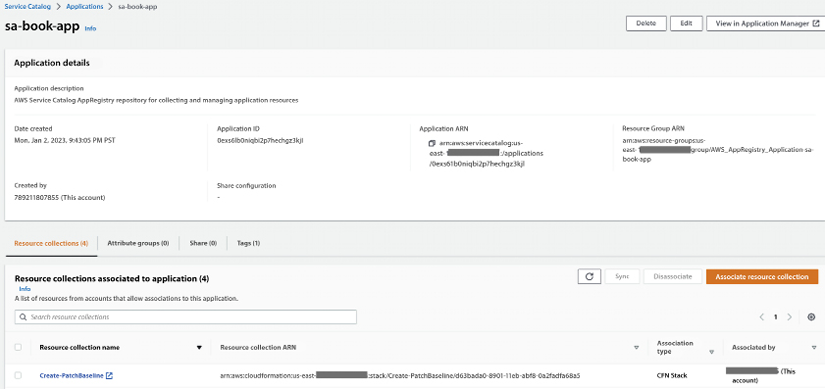 Service Catalog > Applications > sa-book-app
sa-book-app Info
Delete Edit View in Application Manager
Application details
Application description
AWS Service Catalog AppRegistry repository for collecting and managing application resources
Date created
Mon, Jan 2, 2023, 9:43:05 PM PST
Application ID
0exs6lb0niqbi2p7hechgz3kjl
Application ARN
arn:aws:servicecatalog:us-
east-1 :/applications
/0exs61b0niqbi2p7hechgz3kjl
Resource Group ARN
arn:aws:resource-groups:us-
east-1 group/AWS_AppRegistry_Application-sa-
book-app
Created by
789211807855 (This account)
Share configuration
-
Resource collections (4) Attribute groups (0) Share (0) Tags (1)
Resource collections associated to application (4)
Info
A list of resources from accounts that allow associations to this application.
Sync Disassociate Associate resource collection
Search resource collections
1
Resource collection name Resource collection ARN Association type Associated by
Create-PatchBaseline arn:aws:cloudformation:us-east- :stack/Create-PatchBaseline/d63bada0-8901-11eb-abf8-0a2fadfa68a5 CFN Stack (This account)